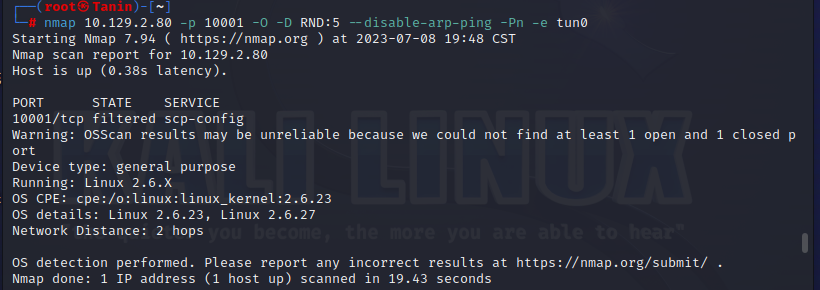 ┌──(root㉿Tanin)-[~]
└─# nmap 10.129.2.80 -p 10001 -O -D RND:5 --disable-arp-ping -Pn -e tun0
Starting Nmap 7.94 ( https://nmap.org ) at 2023-07-08 19:48 CST
Nmap scan report for 10.129.2.80
Host is up (0.38s latency).

PORT      STATE    SERVICE
10001/tcp filtered scp-config
Warning: OSScan results may be unreliable because we could not find at least 1 open and 1 closed p
ort
Device type: general purpose
Running: Linux 2.6.X
OS CPE: cpe:/o:linux:linux_kernel:2.6.23
OS details: Linux 2.6.23, Linux 2.6.27
Network Distance: 2 hops

OS detection performed. Please report any incorrect results at https://nmap.org/submit/ .
Nmap done: 1 IP address (1 host up) scanned in 19.43 seconds
KALI LINUX
you become, the more you are able to hear"